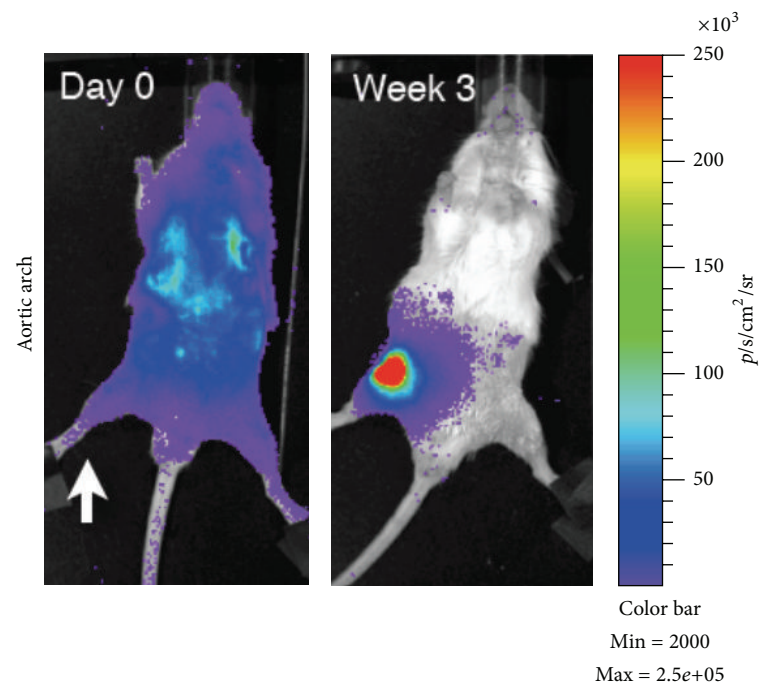 Day 0
Week 3
Aortic arch
×10³
250
200
150
100
50
p/s/cm²/sr
Color bar
Min = 2000
Max = 2.5e+05